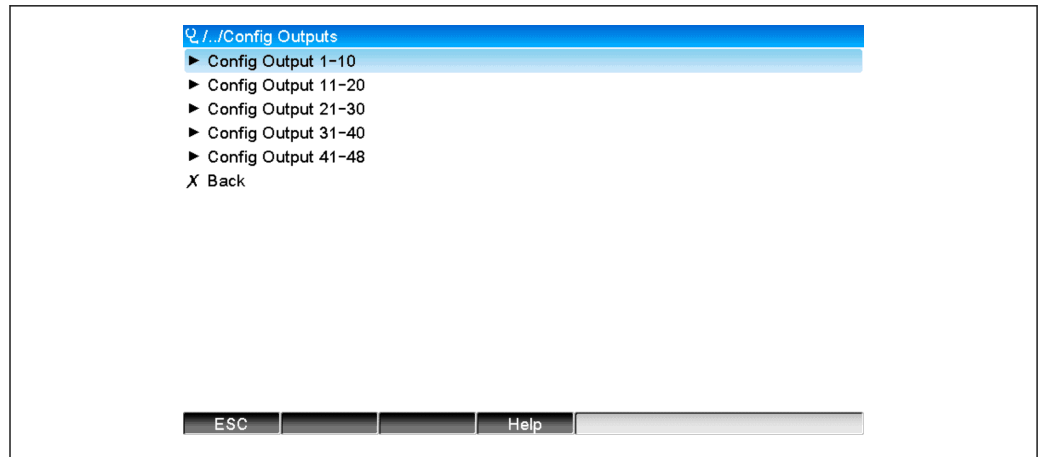 /../Config Outputs
► Config Output 1-10
► Config Output 11-20
► Config Output 21-30
► Config Output 31-40
► Config Output 41-48
X Back
ESC Help